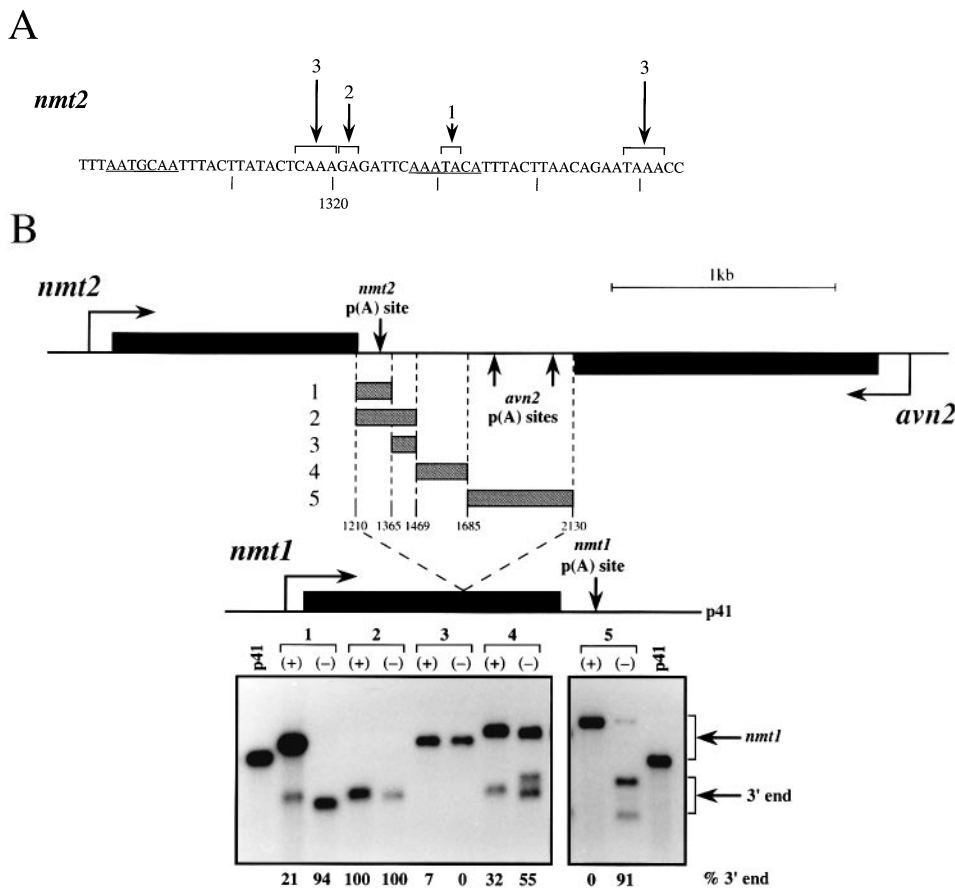 A
3
3
2
1
nmt2
TTTAATGCAATTTACTTATACTCAAAGAGATTCAAATACATTTACTTAACAGAATAAACC
1320
B
1kb
nmt2
nmt2
p(A) site
avn2
p(A) sites
avn2
1
2
3
4
5
1210 1365 1469 1685 2130
nmt1
nmt1
p(A) site
p41
p41 1 2 3 4 5 p41
(+) (−) (+) (−) (+) (−) (+) (−) (+) (−)
nmt1
3' end
21 94 100 100 7 0 32 55 0 91 % 3' end